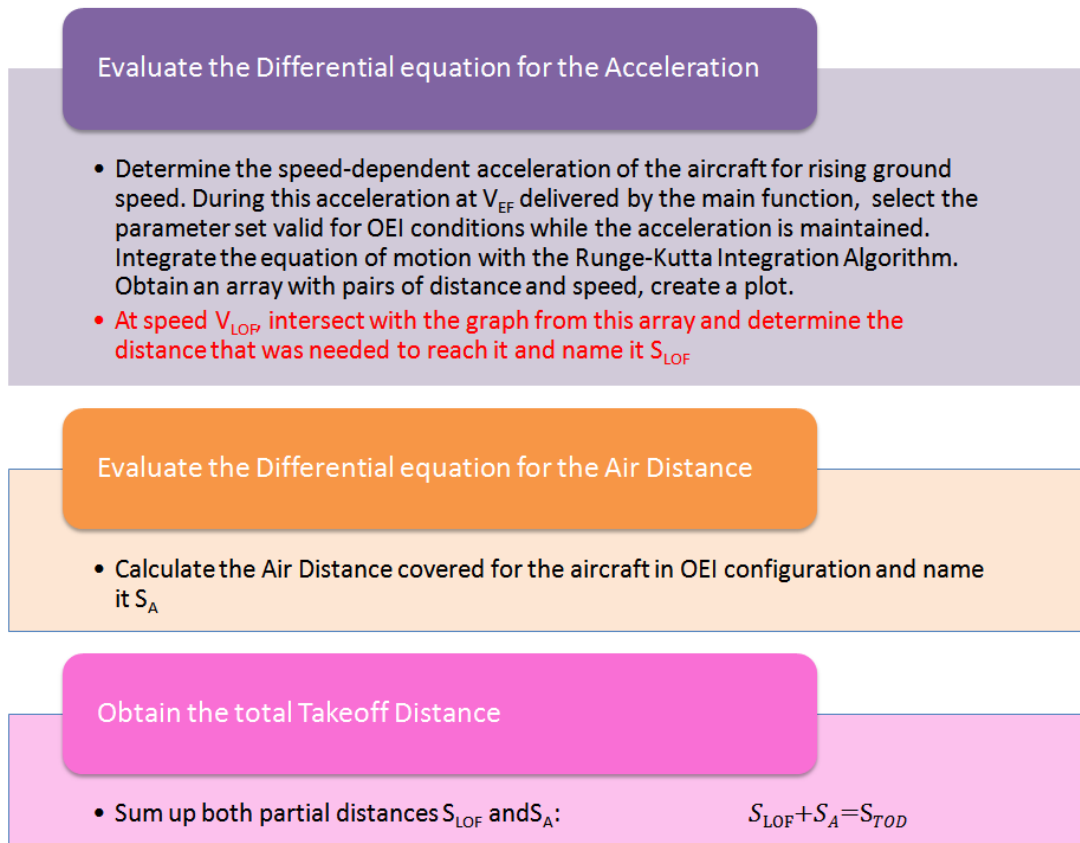 Evaluate the Differential equation for the Acceleration
• Determine the speed-dependent acceleration of the aircraft for rising ground
speed. During this acceleration at VEF delivered by the main function, select the
parameter set valid for OEI conditions while the acceleration is maintained.
Integrate the equation of motion with the Runge-Kutta Integration Algorithm.
Obtain an array with pairs of distance and speed, create a plot.
• At speed VLOF, intersect with the graph from this array and determine the
distance that was needed to reach it and name it SLOF
Evaluate the Differential equation for the Air Distance
• Calculate the Air Distance covered for the aircraft in OEI configuration and name
it SA
Obtain the total Takeoff Distance
• Sum up both partial distances SLOF andSA: SLOF+SA=STOD